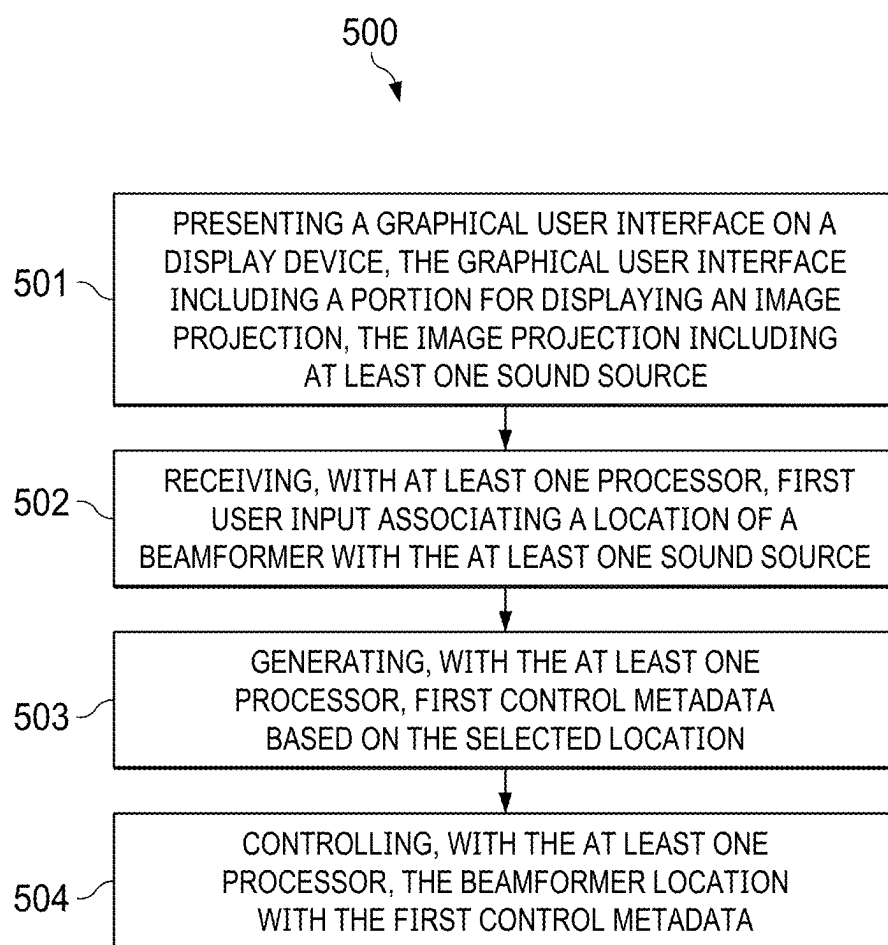 500
501
PRESENTING A GRAPHICAL USER INTERFACE ON A
DISPLAY DEVICE, THE GRAPHICAL USER INTERFACE
INCLUDING A PORTION FOR DISPLAYING AN IMAGE
PROJECTION, THE IMAGE PROJECTION INCLUDING
AT LEAST ONE SOUND SOURCE
502
RECEIVING, WITH AT LEAST ONE PROCESSOR, FIRST
USER INPUT ASSOCIATING A LOCATION OF A
BEAMFORMER WITH THE AT LEAST ONE SOUND SOURCE
503
GENERATING, WITH THE AT LEAST ONE
PROCESSOR, FIRST CONTROL METADATA
BASED ON THE SELECTED LOCATION
504
CONTROLLING, WITH THE AT LEAST ONE
PROCESSOR, THE BEAMFORMER LOCATION
WITH THE FIRST CONTROL METADATA